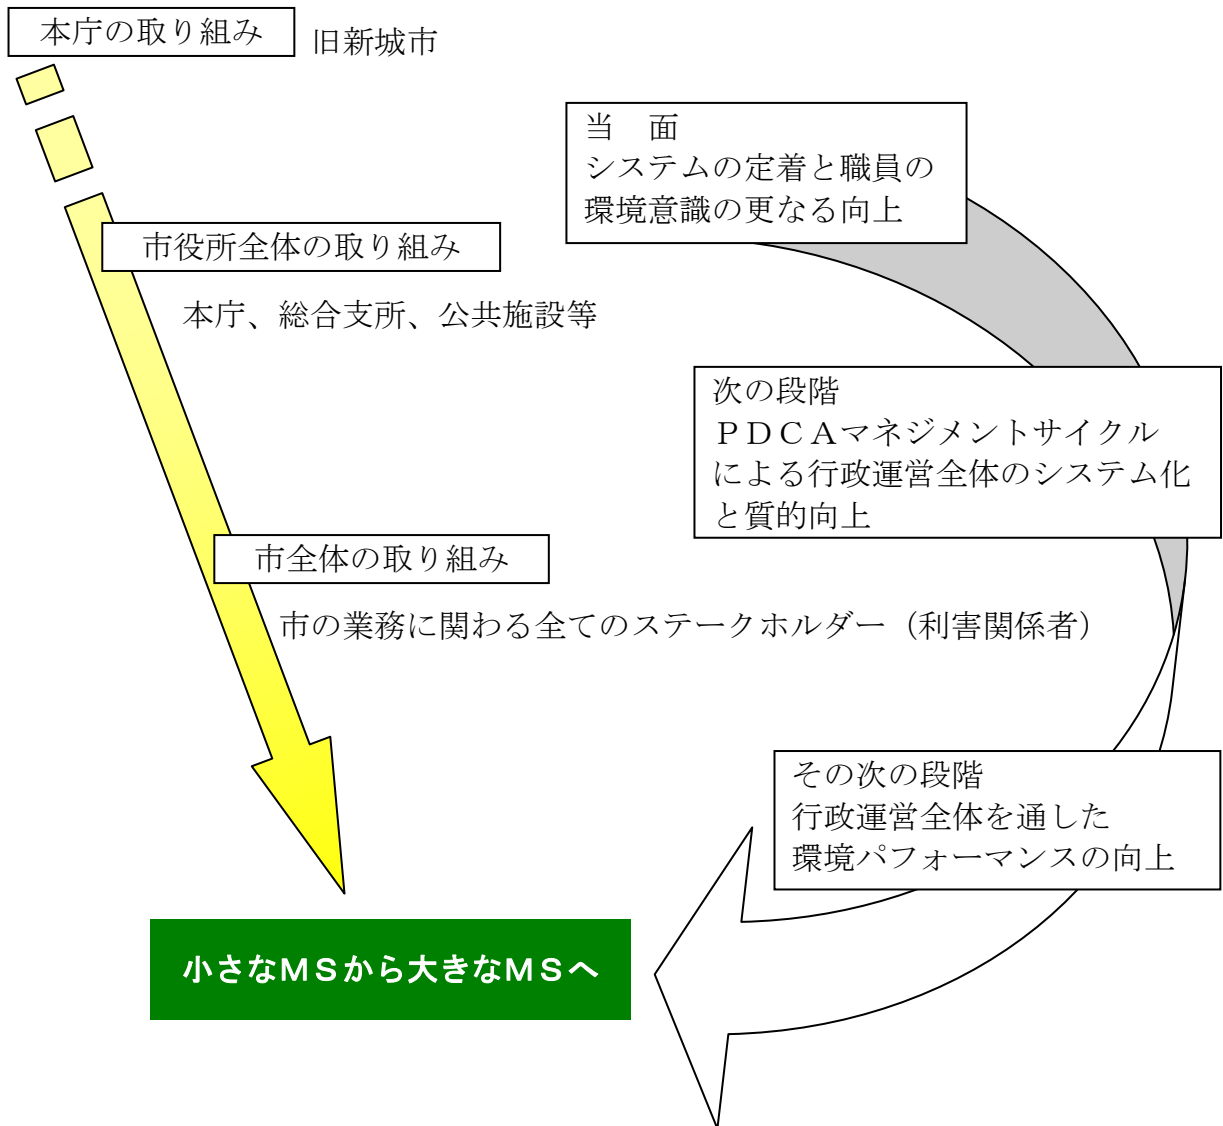 本庁の取り組み
旧新城市
当　面
システムの定着と職員の
環境意識の更なる向上
市役所全体の取り組み
本庁、総合支所、公共施設等
次の段階
ＰＤＣＡマネジメントサイクル
による行政運営全体のシステム化
と質的向上
市全体の取り組み
市の業務に関わる全てのステークホルダー（利害関係者）
その次の段階
行政運営全体を通した
環境パフォーマンスの向上
小さなＭＳから大きなＭＳへ